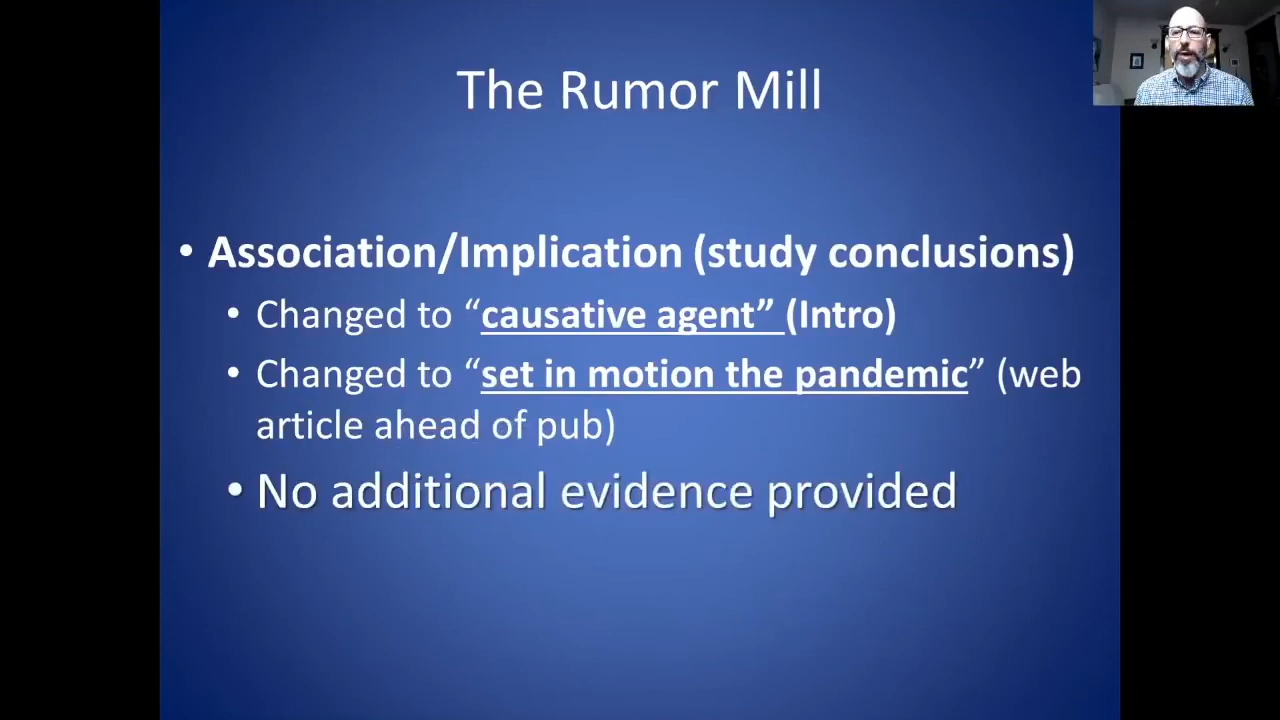 The Rumor Mill
• Association/Implication (study conclusions)
• Changed to “causative agent” (Intro)
• Changed to “set in motion the pandemic” (web
article ahead of pub)
• No additional evidence provided